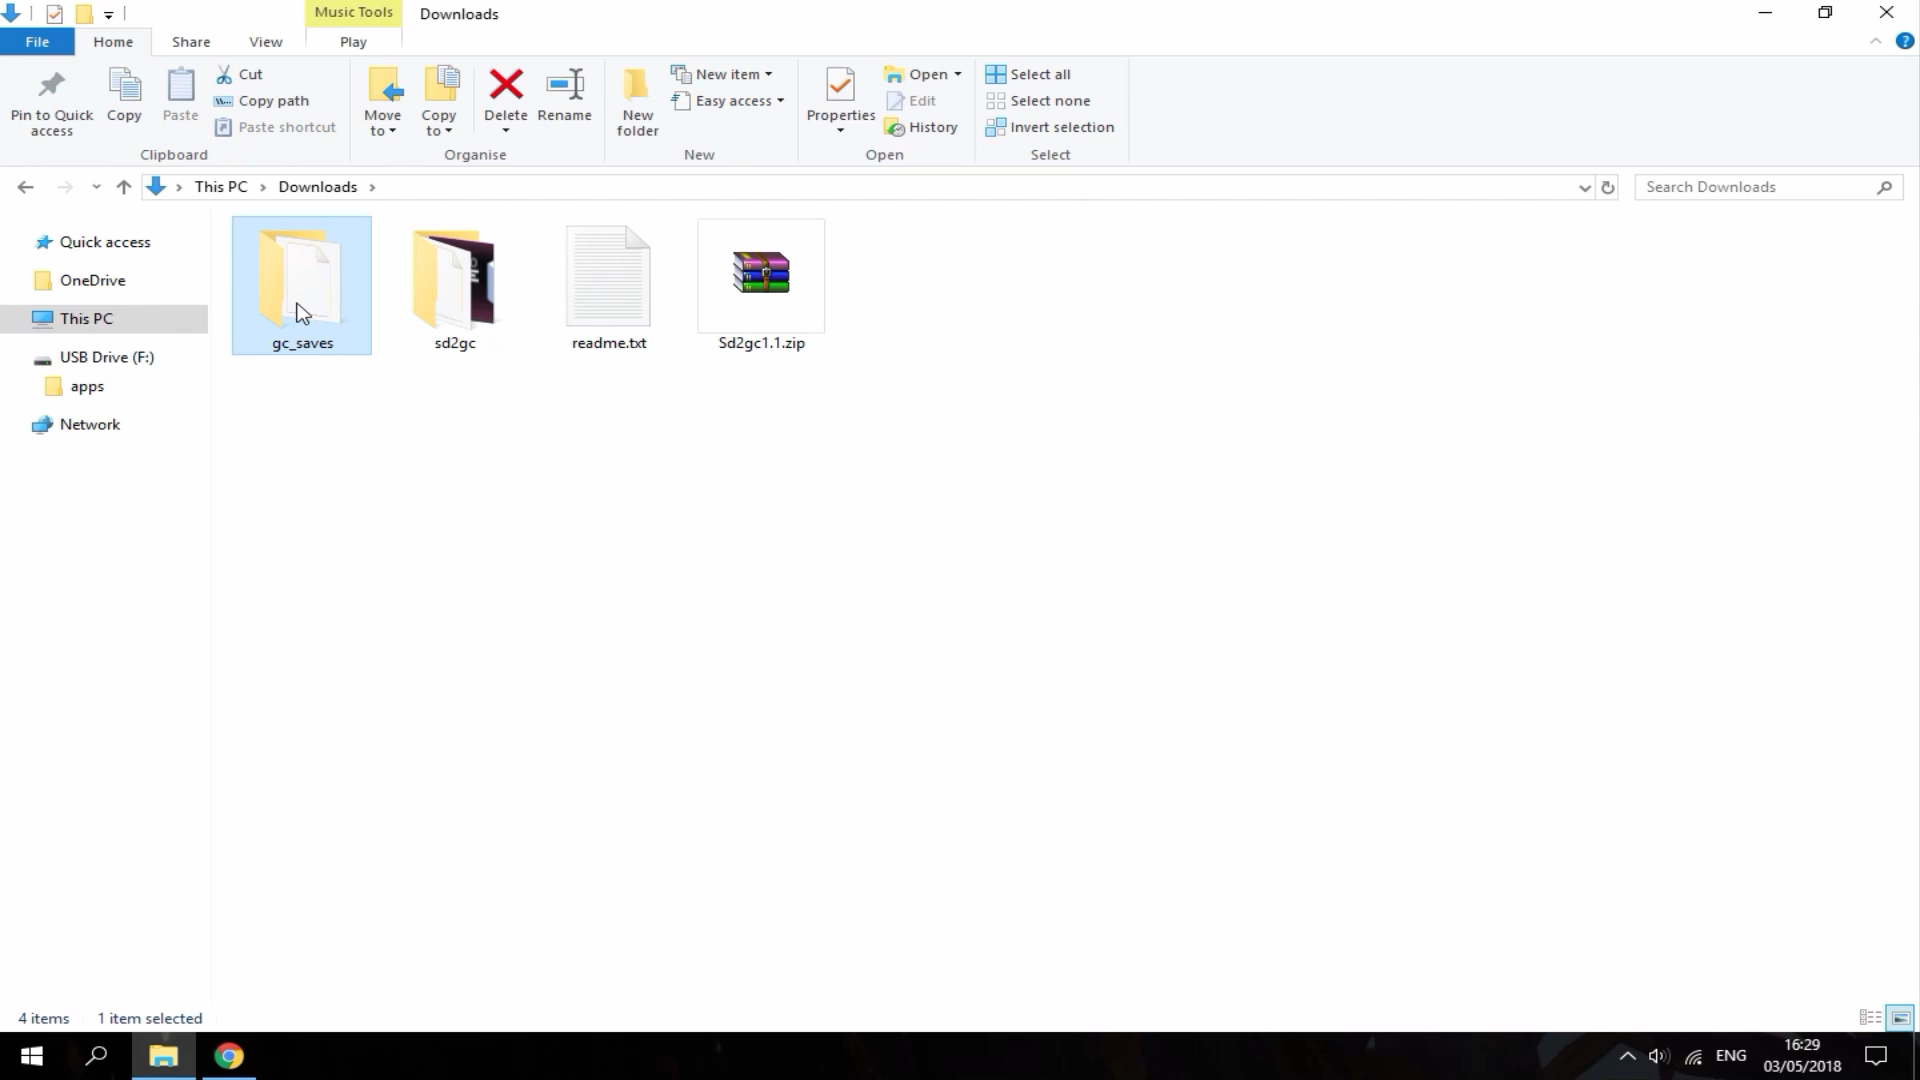 Music Tools
Downloads
File
Home
Share
View
Play
Pin to Quick
access
Copy
Paste
Cut
Copy path
Paste shortcut
Clipboard
Move
to
Copy
to
Delete
Rename
Organise
New
folder
New item
Easy access
New
Properties
Open
Edit
History
Open
Select all
Select none
Invert selection
Select
This PC
Downloads
Search Downloads
Quick access
OneDrive
This PC
USB Drive (F:)
apps
Network
gc_saves
sd2gc
readme.txt
Sd2gc1.1.zip
4 items
1 item selected
ENG
16:29
03/05/2018